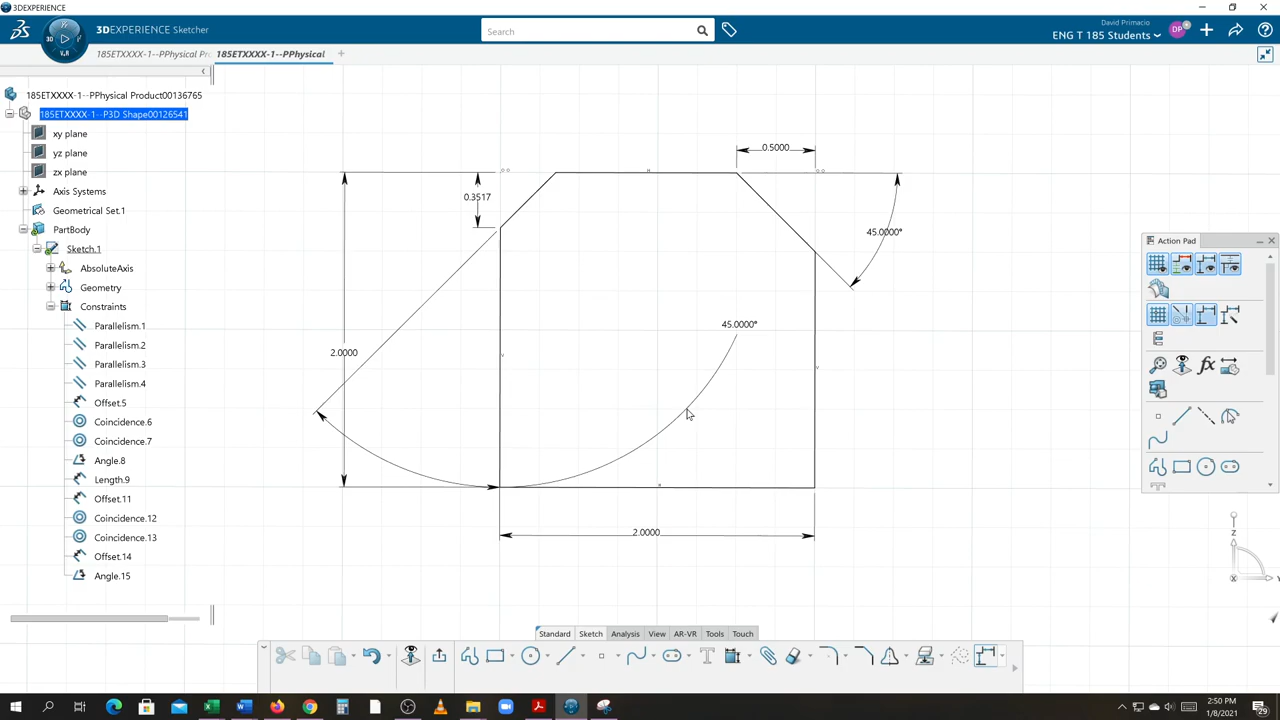 3DEXPERIENCE
3DEXPERIENCE Sketcher
V,R
3D
Search
David Primacio
ENG T 185 Students
DP
185ETXXXX-1--PPhysical Pr
185ETXXXX-1--PPhysical
185ETXXXX-1--PPhysical Product00136765
185ETXXXX-1--P3D Shape00126541
xy plane
yz plane
zx plane
Axis Systems
Geometrical Set.1
PartBody
Sketch.1
AbsoluteAxis
Geometry
Constraints
Parallelism.1
Parallelism.2
Parallelism.3
Parallelism.4
Offset.5
Coincidence.6
Coincidence.7
Angle.8
Length.9
Offset.11
Coincidence.12
Coincidence.13
Offset.14
Angle.15
0.5000
0.3517
45.0000°
45.0000°
2.0000
2.0000
H
V
V
H
Action Pad
fx
Z
X
Y
Standard
Sketch
Analysis
View
AR-VR
Tools
Touch
2:50 PM
1/8/2021